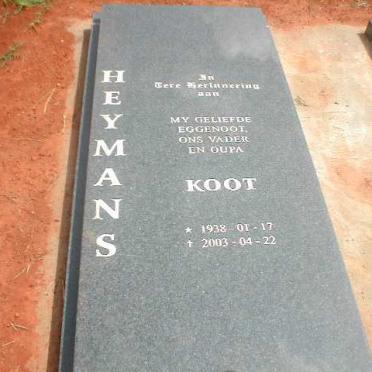 HEYMANS
In
Tere Herinnering
aan
MY GELIEFDE
EGGENOOT,
ONS VADER
EN OUPA
KOOT
★ 1938 - 01 - 17
† 2003 - 04 - 22